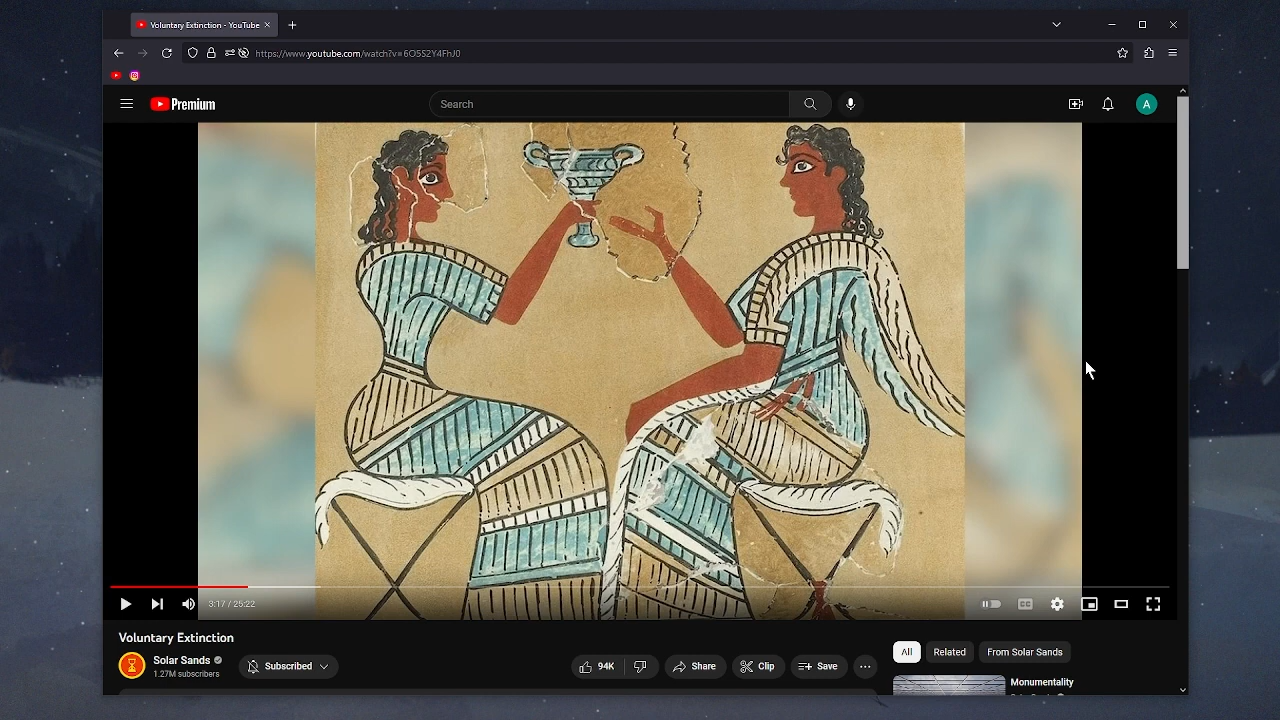 Voluntary Extinction - YouTube
https://www.youtube.com/watch?v=6O5S2Y4FhJ0
Premium
Search
A
3:17 / 25:22
CC
Voluntary Extinction
Solar Sands
1.27M subscribers
Subscribed
94K
Share
Clip
Save
All
Related
From Solar Sands
Monumentality